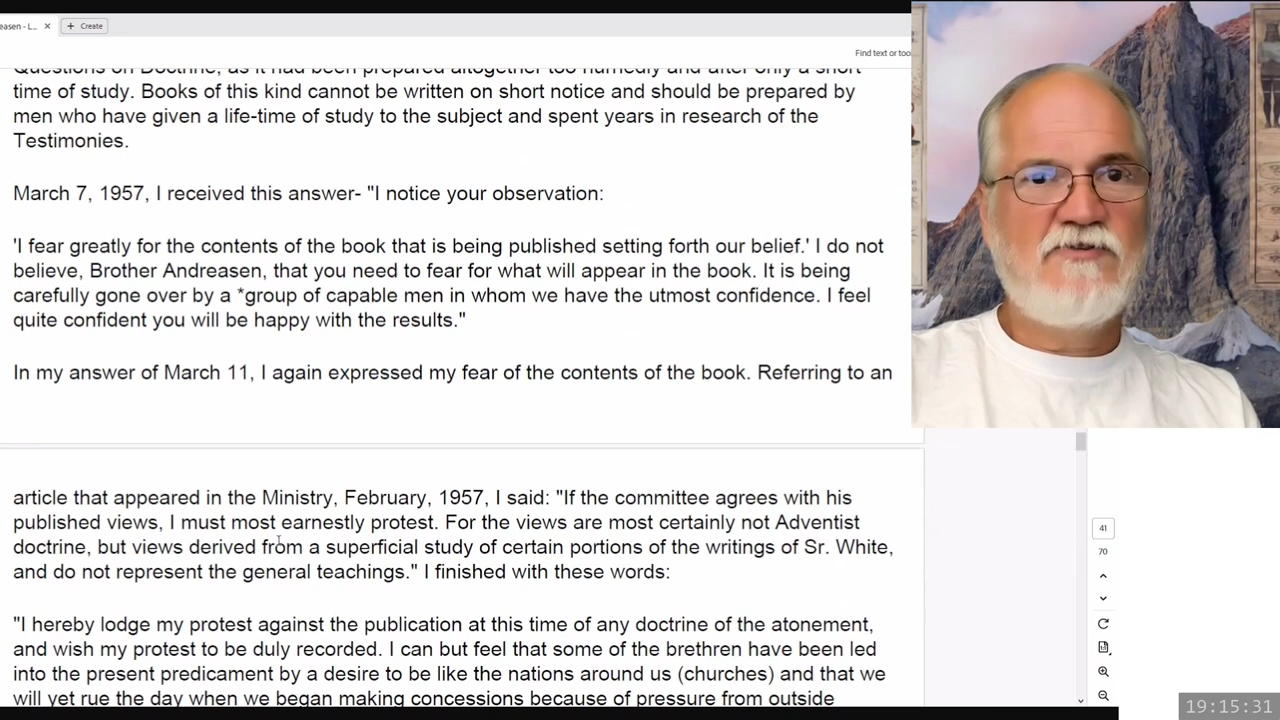 easen - L... × + Create
Find text or too
Questions on Doctrine, as it had been prepared altogether too hurriedly and after only a short
time of study. Books of this kind cannot be written on short notice and should be prepared by
men who have given a life-time of study to the subject and spent years in research of the
Testimonies.
March 7, 1957, I received this answer- "I notice your observation:
'I fear greatly for the contents of the book that is being published setting forth our belief.' I do not
believe, Brother Andreasen, that you need to fear for what will appear in the book. It is being
carefully gone over by a *group of capable men in whom we have the utmost confidence. I feel
quite confident you will be happy with the results."
In my answer of March 11, I again expressed my fear of the contents of the book. Referring to an
article that appeared in the Ministry, February, 1957, I said: "If the committee agrees with his
published views, I must most earnestly protest. For the views are most certainly not Adventist
doctrine, but views derived from a superficial study of certain portions of the writings of Sr. White,
and do not represent the general teachings." I finished with these words:
"I hereby lodge my protest against the publication at this time of any doctrine of the atonement,
and wish my protest to be duly recorded. I can but feel that some of the brethren have been led
into the present predicament by a desire to be like the nations around us (churches) and that we
will yet rue the day when we began making concessions because of pressure from outside
41
70
19:15:31